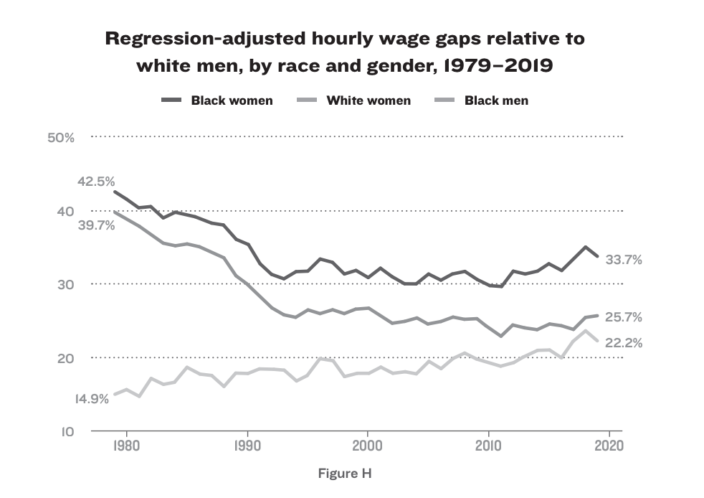 Regression-adjusted hourly wage gaps relative to
white men, by race and gender, 1979–2019
Black women White women Black men
50%
42.5%
40
39.7%
33.7%
30
25.7%
22.2%
20
14.9%
10
1980 1990 2000 2010 2020
Figure H